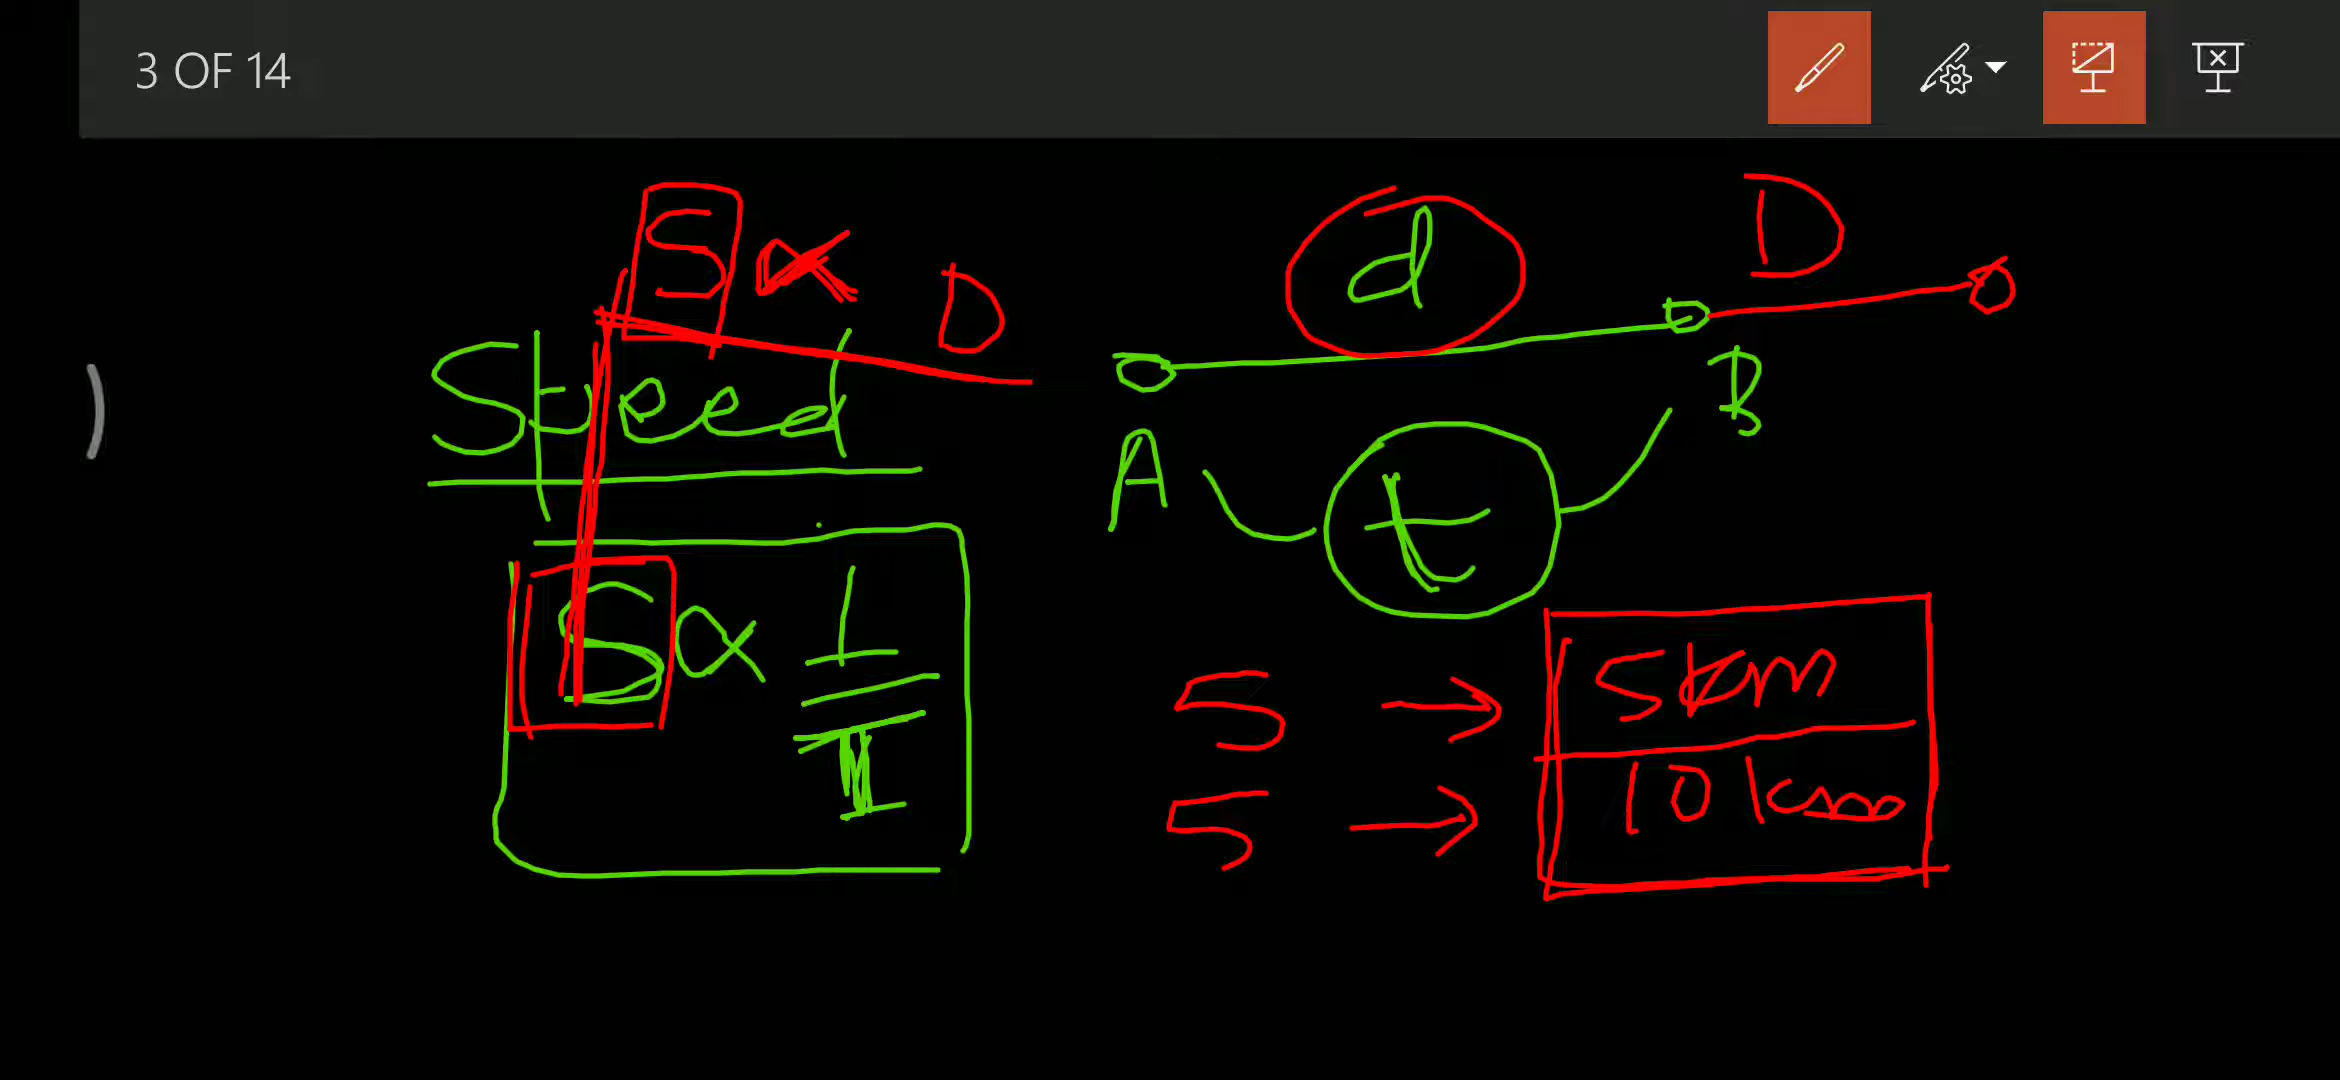 3 OF 14
S ∝ D
d
D
Speed
A
B
t
S ∝ 1
T
5 → 5km
5 → 10km